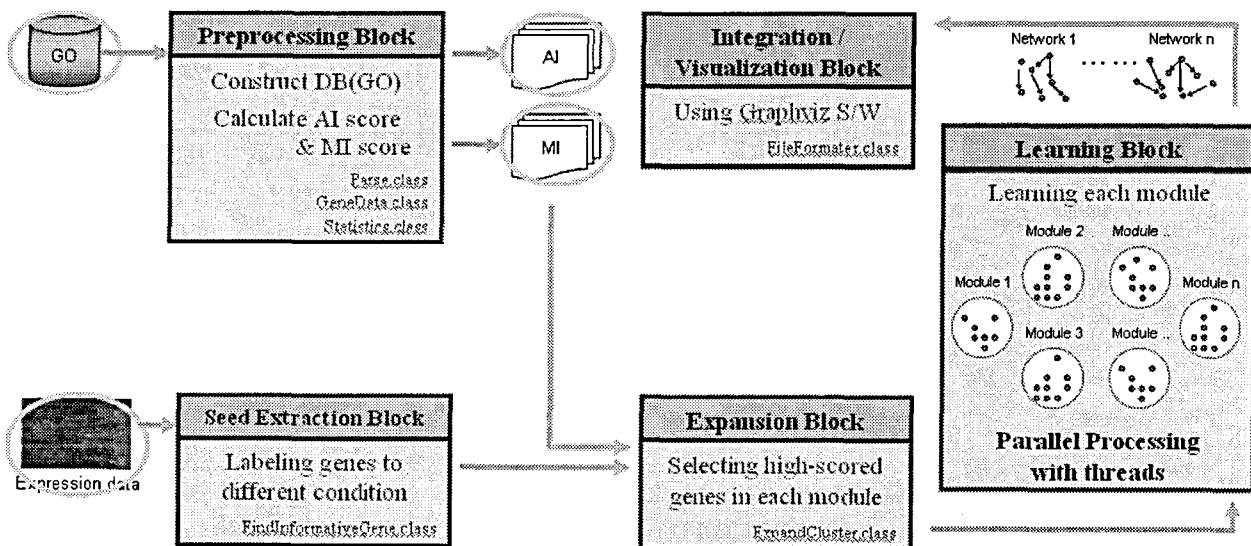 GO
Preprocessing Block
Construct DB(GO)
Calculate AI score
& MI score
Parse.class
GeneData.class
Statistics.class
AI
MI
Integration /
Visualization Block
Using Graphviz S/W
FileFormater.class
Network 1
Network n
Learning Block
Learning each module
Module 2
Module ..
Module 1
Module n
Module 3
Module ..
Parallel Processing
with threads
Expression data
Seed Extraction Block
Labeling genes to
different condition
FindInformativeGene.class
Expansion Block
Selecting high-scored
genes in each module
ExpandCluster.class